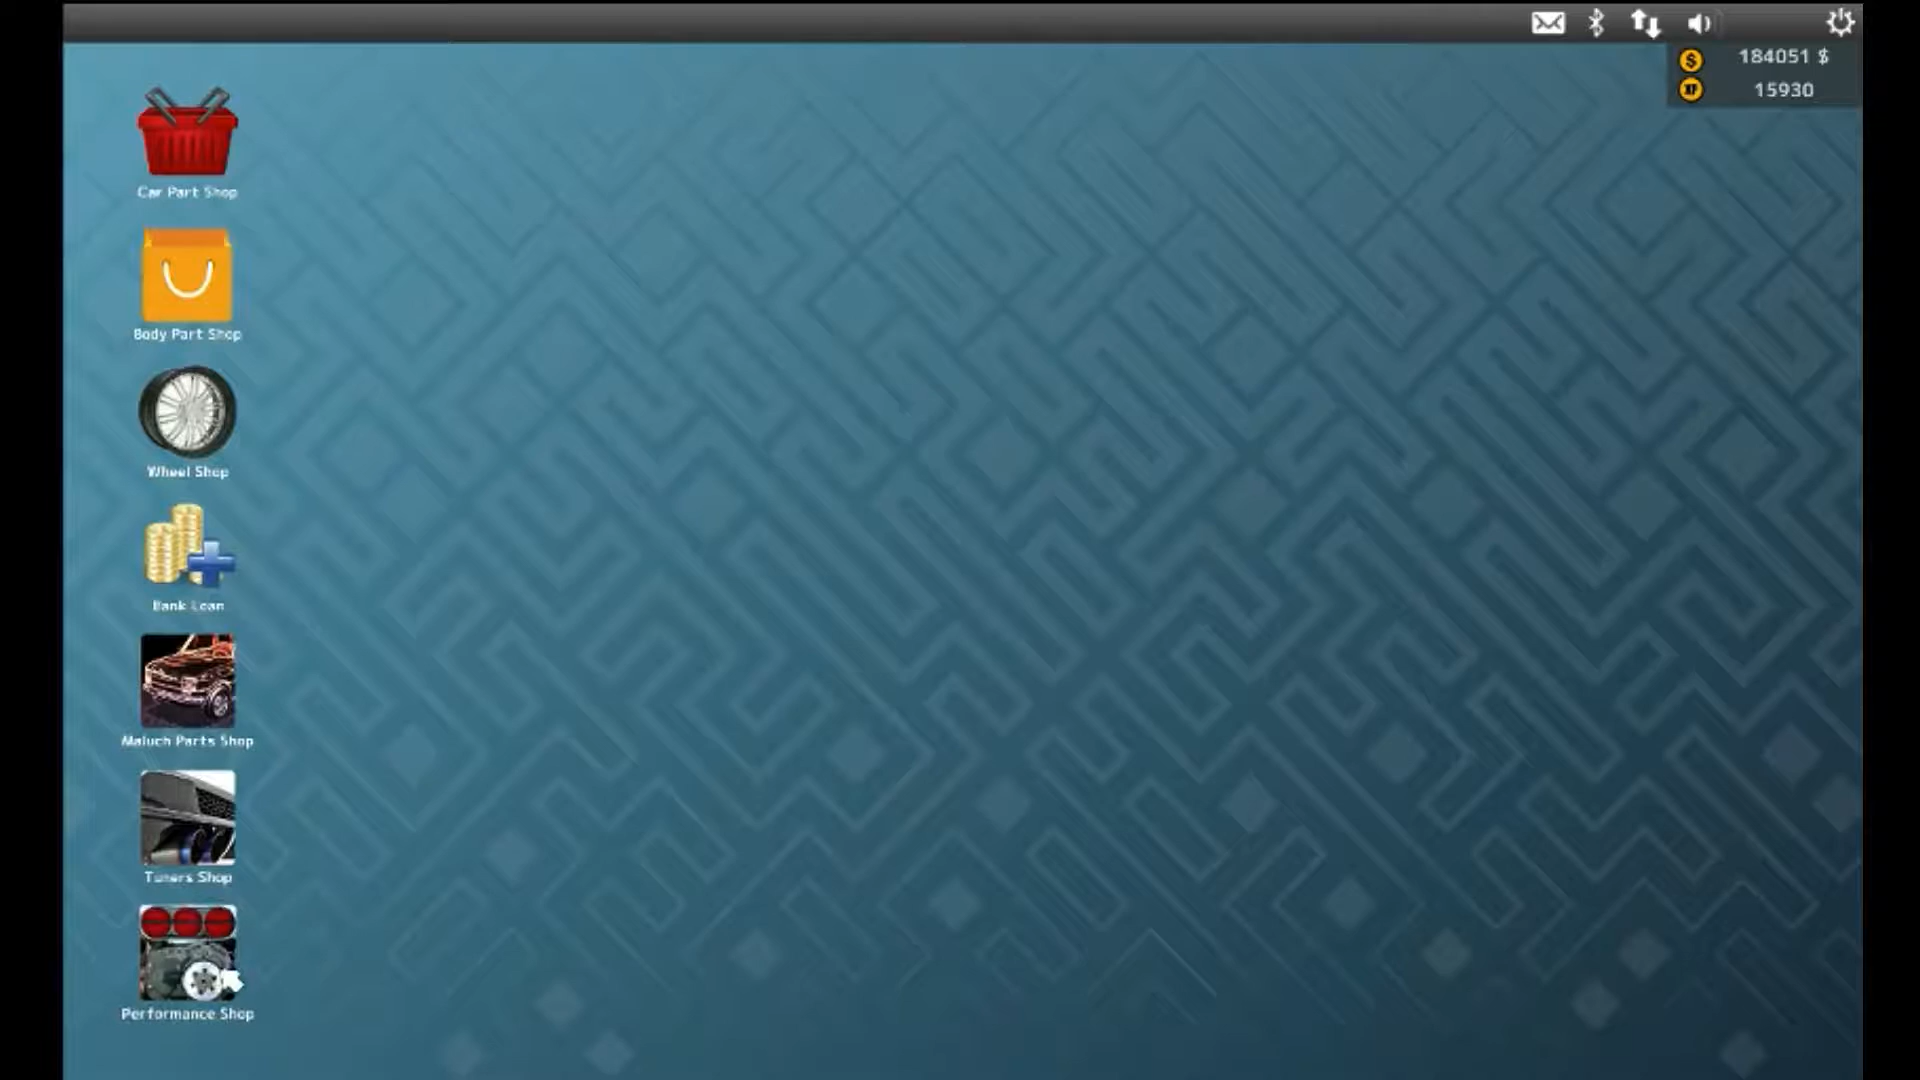 184051 $
XP 15930
Car Part Shop
Body Part Shop
Wheel Shop
Bank Loan
Maluch Parts Shop
Tuners Shop
Performance Shop